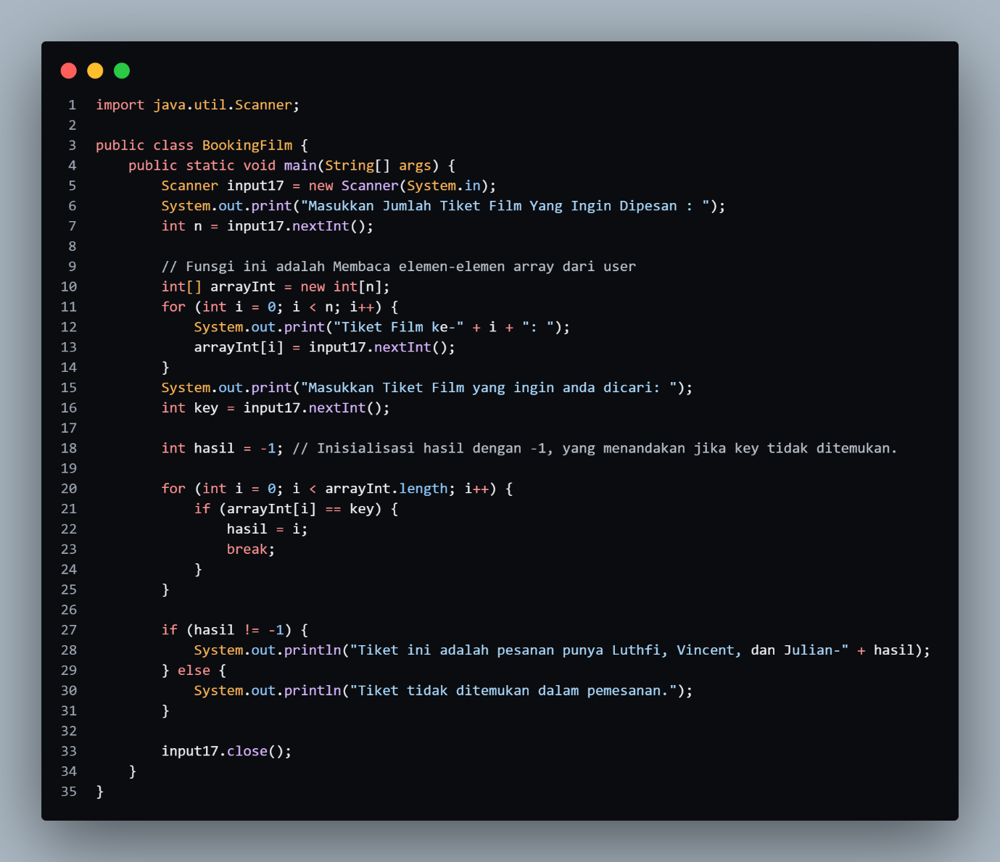 1 import java.util.Scanner;
2
3 public class BookingFilm {
4     public static void main(String[] args) {
5         Scanner input17 = new Scanner(System.in);
6         System.out.print("Masukkan Jumlah Tiket Film Yang Ingin Dipesan : ");
7         int n = input17.nextInt();
8
9         // Funsgi ini adalah Membaca elemen-elemen array dari user
10         int[] arrayInt = new int[n];
11         for (int i = 0; i < n; i++) {
12             System.out.print("Tiket Film ke-" + i + ": ");
13             arrayInt[i] = input17.nextInt();
14         }
15         System.out.print("Masukkan Tiket Film yang ingin anda dicari: ");
16         int key = input17.nextInt();
17
18         int hasil = -1; // Inisialisasi hasil dengan -1, yang menandakan jika key tidak ditemukan.
19
20         for (int i = 0; i < arrayInt.length; i++) {
21             if (arrayInt[i] == key) {
22                 hasil = i;
23                 break;
24             }
25         }
26
27         if (hasil != -1) {
28             System.out.println("Tiket ini adalah pesanan punya Luthfi, Vincent, dan Julian-" + hasil);
29         } else {
30             System.out.println("Tiket tidak ditemukan dalam pemesanan.");
31         }
32
33         input17.close();
34     }
35 }